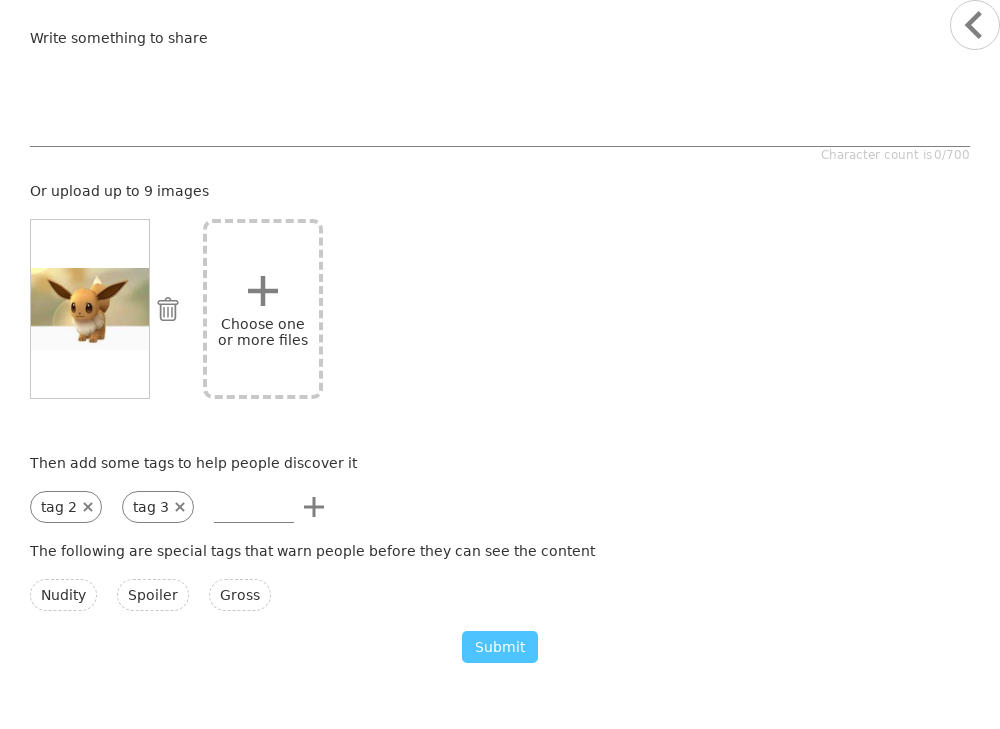 Write something to share
Character count is 0/700
Or upload up to 9 images
Choose one
or more files
Then add some tags to help people discover it
tag 2
tag 3
The following are special tags that warn people before they can see the content
Nudity
Spoiler
Gross
Submit